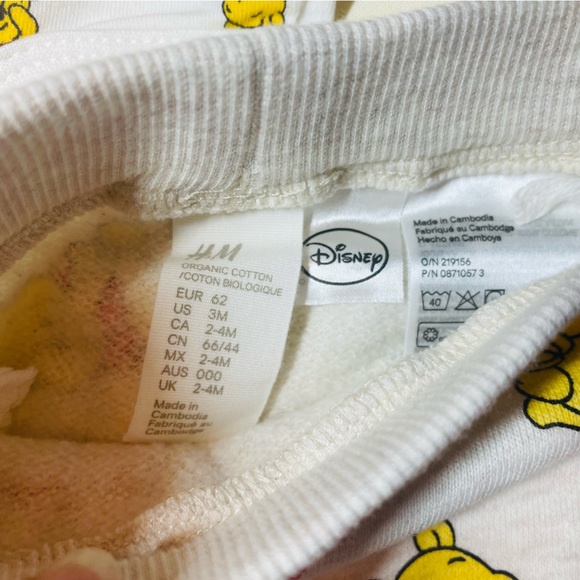 H&M
ORGANIC COTTON
/COTON BIOLOGIQUE
EUR 62
US 3M
CA 2-4M
CN 66/44
MX 2-4M
AUS 000
UK 2-4M
Made in
Cambodia
Fabriqué au
Cambodge
Disney
Made in Cambodia
Fabriqué au Cambodge
Hecho en Camboya
O/N 219156
P/N 0871057 3
40